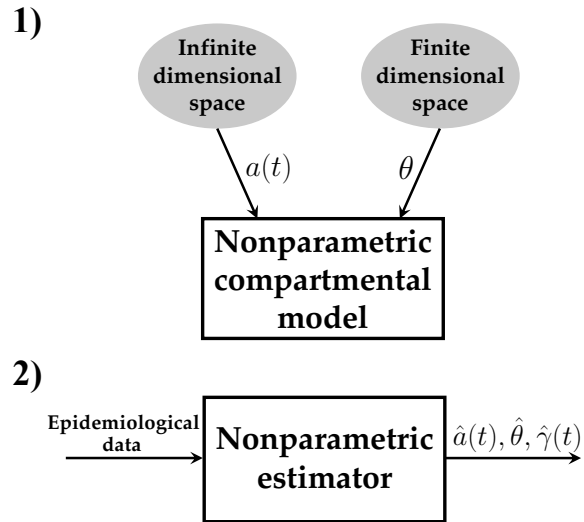 1)
Infinite
dimensional
space
Finite
dimensional
space
a(t)
θ
Nonparametric
compartmental
model
2)
Epidemiological
data
Nonparametric
estimator
â(t), θ̂, γ̂(t)